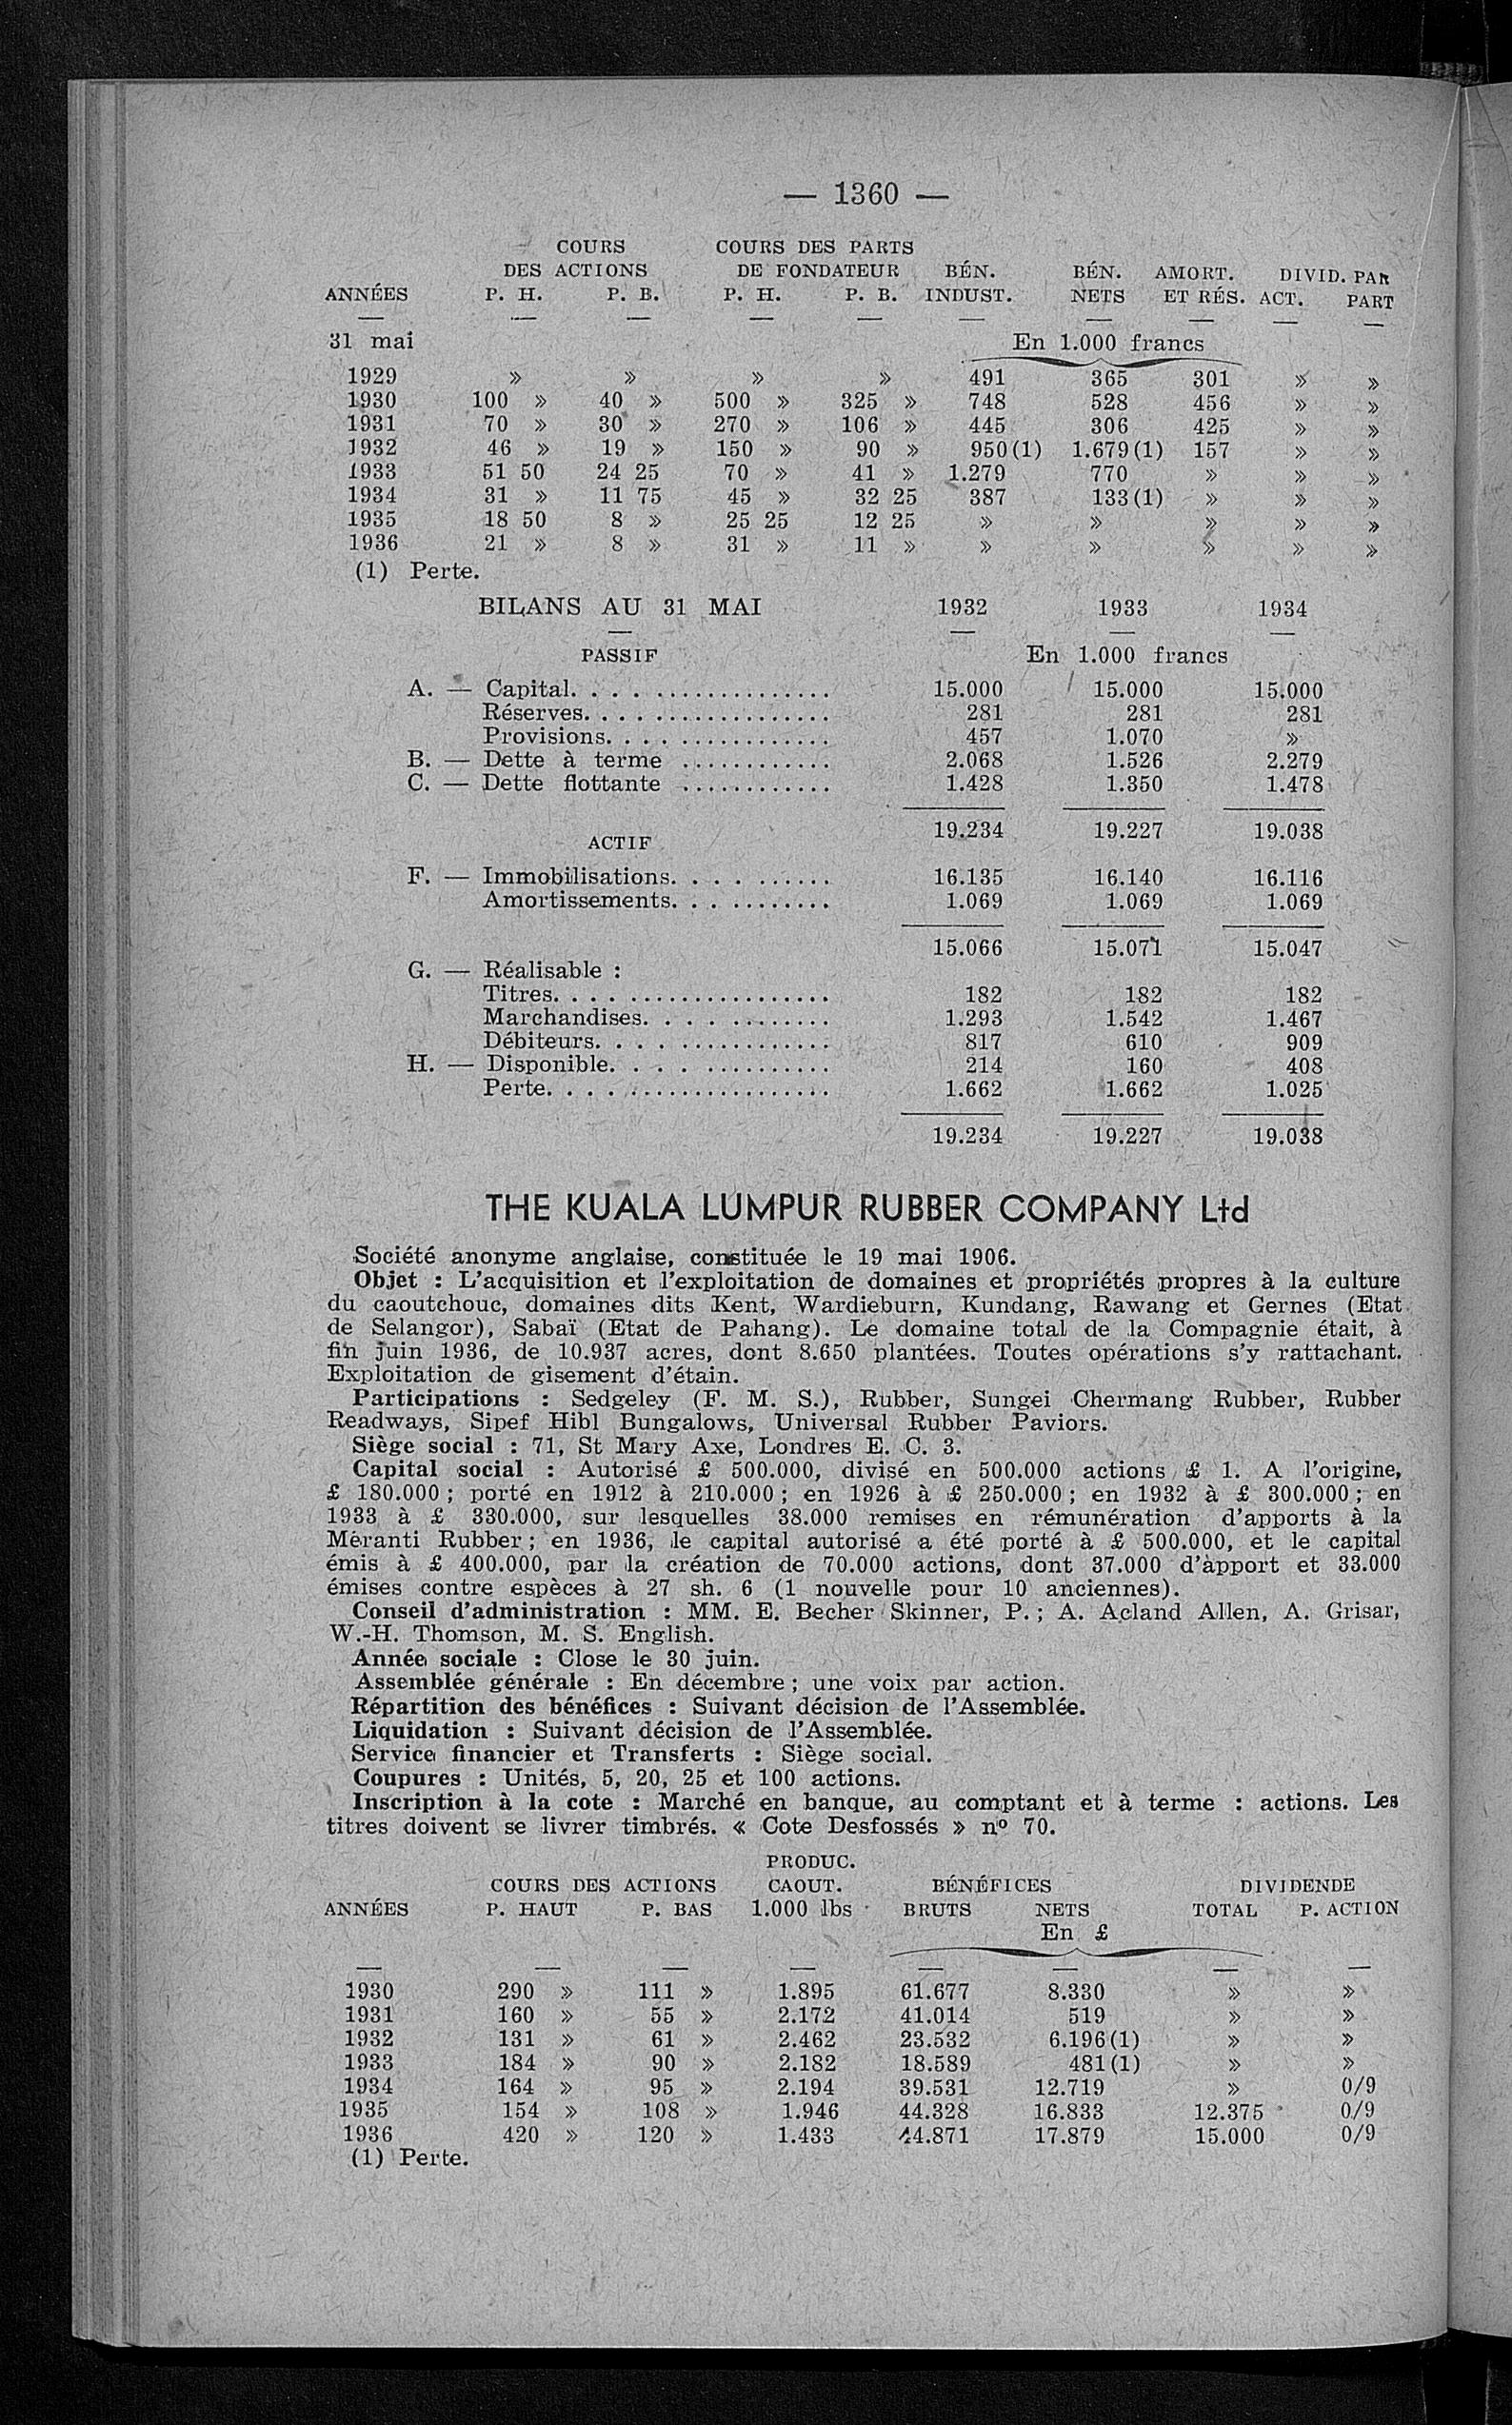 — 1360 —
COURS COURS DES PARTS
DES ACTIONS DE FONDATEUR BÉN. BÉN. AMORT. DIVID. PAR
ANNÉES P. H. P. B. P. H. P. B. INDUST. NETS ET RÉS. ACT. PART
31 mai En 1.000 francs
1929 » » » » 491 365 301 » »
1930 100 » 40 » 500 » 325 » 748 528 456 » »
1931 70 » 30 » 270 » 106 » 445 306 425 » »
1932 46 » 19 » 150 » 90 » 950(1) 1.679(1) 157 » »
1933 51 50 24 25 70 » 41 » 1.279 770 » » »
1934 31 » 11 75 45 » 32 25 387 133(1) » » »
1935 18 50 8 » 25 25 12 25 » » » » »
1936 21 » 8 » 31 » 11 » » » » » »
(1) Perte.
BILANS AU 31 MAI 1932 1933 1934
PASSIF En 1.000 francs
A. — Capital. . . . . . . . . . . . . . . . . . 15.000 15.000 15.000
Réserves. . . . . . . . . . . . . . . . . . 281 281 281
Provisions. . . . . . . . . . . . . . . . 457 1.070 »
B. — Dette à terme . . . . . . . . . . . . 2.068 1.526 2.279
C. — Dette flottante . . . . . . . . . . . . 1.428 1.350 1.478
19.234 19.227 19.038
ACTIF
F. — Immobilisations. . . . . . . . . . 16.135 16.140 16.116
Amortissements. . . . . . . . . . . 1.069 1.069 1.069
15.066 15.071 15.047
G. — Réalisable :
Titres. . . . . . . . . . . . . . . . . . . 182 182 182
Marchandises. . . . . . . . . . . . 1.293 1.542 1.467
Débiteurs. . . . . . . . . . . . . . . . 817 610 909
H. — Disponible. . . . . . . . . . . . . . 214 160 408
Perte. . . . . . . . . . . . . . . . . . . 1.662 1.662 1.025
19.234 19.227 19.038
THE KUALA LUMPUR RUBBER COMPANY Ltd
Société anonyme anglaise, constituée le 19 mai 1906.
Objet : L'acquisition et l'exploitation de domaines et propriétés propres à la culture
du caoutchouc, domaines dits Kent, Wardieburn, Kundang, Rawang et Gernes (Etat
de Selangor), Sabaï (Etat de Pahang). Le domaine total de la Compagnie était, à
fin juin 1936, de 10.937 acres, dont 8.650 plantées. Toutes opérations s'y rattachant.
Exploitation de gisement d'étain.
Participations : Sedgeley (F. M. S.), Rubber, Sungei Chermang Rubber, Rubber
Readways, Sipef Hibl Bungalows, Universal Rubber Paviors.
Siège social : 71, St Mary Axe, Londres E. C. 3.
Capital social : Autorisé £ 500.000, divisé en 500.000 actions £ 1. A l'origine,
£ 180.000 ; porté en 1912 à 210.000 ; en 1926 à £ 250.000 ; en 1932 à £ 300.000 ; en
1933 à £ 330.000, sur lesquelles 38.000 remises en rémunération d'apports à la
Meranti Rubber ; en 1936, le capital autorisé a été porté à £ 500.000, et le capital
émis à £ 400.000, par la création de 70.000 actions, dont 37.000 d'apport et 33.000
émises contre espèces à 27 sh. 6 (1 nouvelle pour 10 anciennes).
Conseil d'administration : MM. E. Becher Skinner, P. ; A. Acland Allen, A. Grisar,
W.-H. Thomson, M. S. English.
Année sociale : Close le 30 juin.
Assemblée générale : En décembre ; une voix par action.
Répartition des bénéfices : Suivant décision de l'Assemblée.
Liquidation : Suivant décision de l'Assemblée.
Service financier et Transferts : Siège social.
Coupures : Unités, 5, 20, 25 et 100 actions.
Inscription à la cote : Marché en banque, au comptant et à terme : actions. Les
titres doivent se livrer timbrés. « Cote Desfossés » nº 70.
PRODUC.
COURS DES ACTIONS CAOUT. BÉNÉFICES DIVIDENDE
ANNÉES P. HAUT P. BAS 1.000 lbs BRUTS NETS TOTAL P. ACTION
En £
1930 290 » 111 » 1.895 61.677 8.330 » »
1931 160 » 55 » 2.172 41.014 519 » »
1932 131 » 61 » 2.462 23.532 6.196(1) » »
1933 184 » 90 » 2.182 18.589 481(1) » »
1934 164 » 95 » 2.194 39.531 12.719 » 0/9
1935 154 » 108 » 1.946 44.328 16.833 12.375 0/9
1936 420 » 120 » 1.433 44.871 17.879 15.000 0/9
(1) Perte.